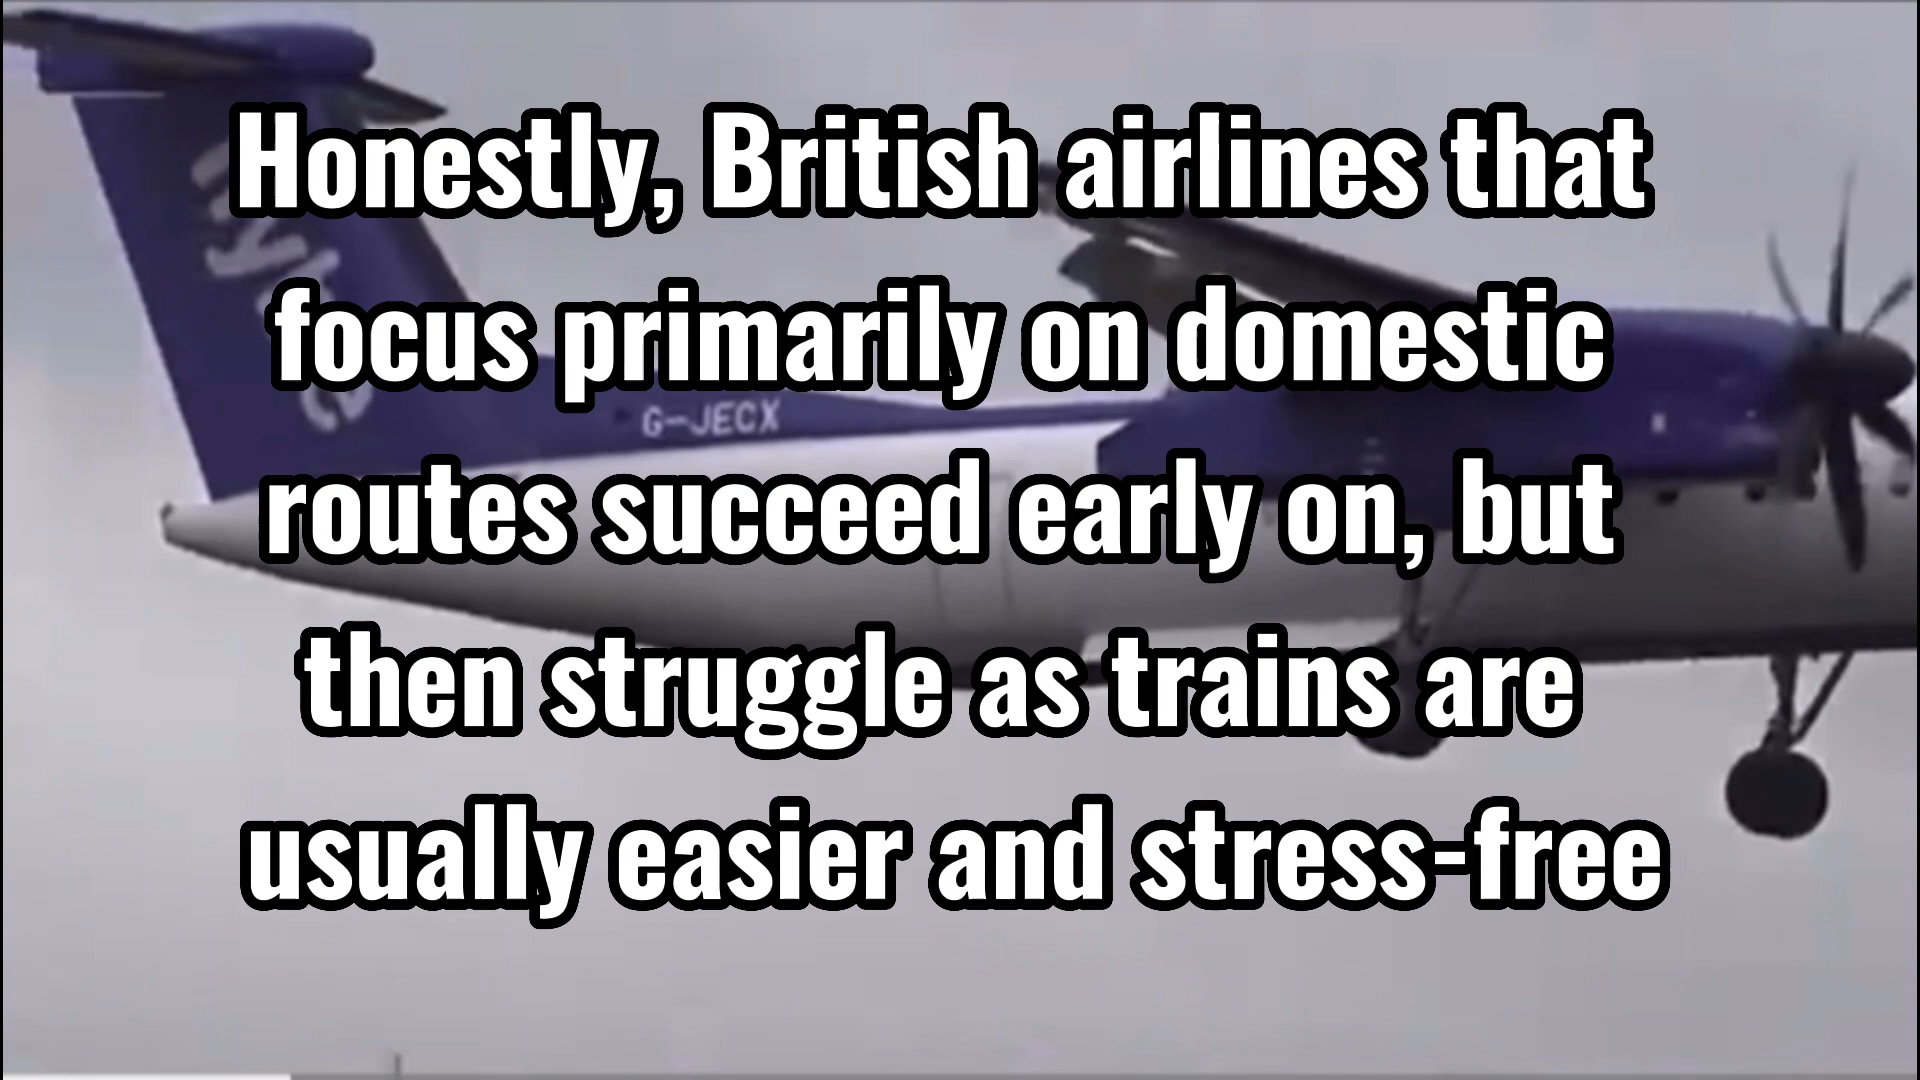 Honestly, British airlines that
focus primarily on domestic
G-JECX
routes succeed early on, but
then struggle as trains are
usually easier and stress-free